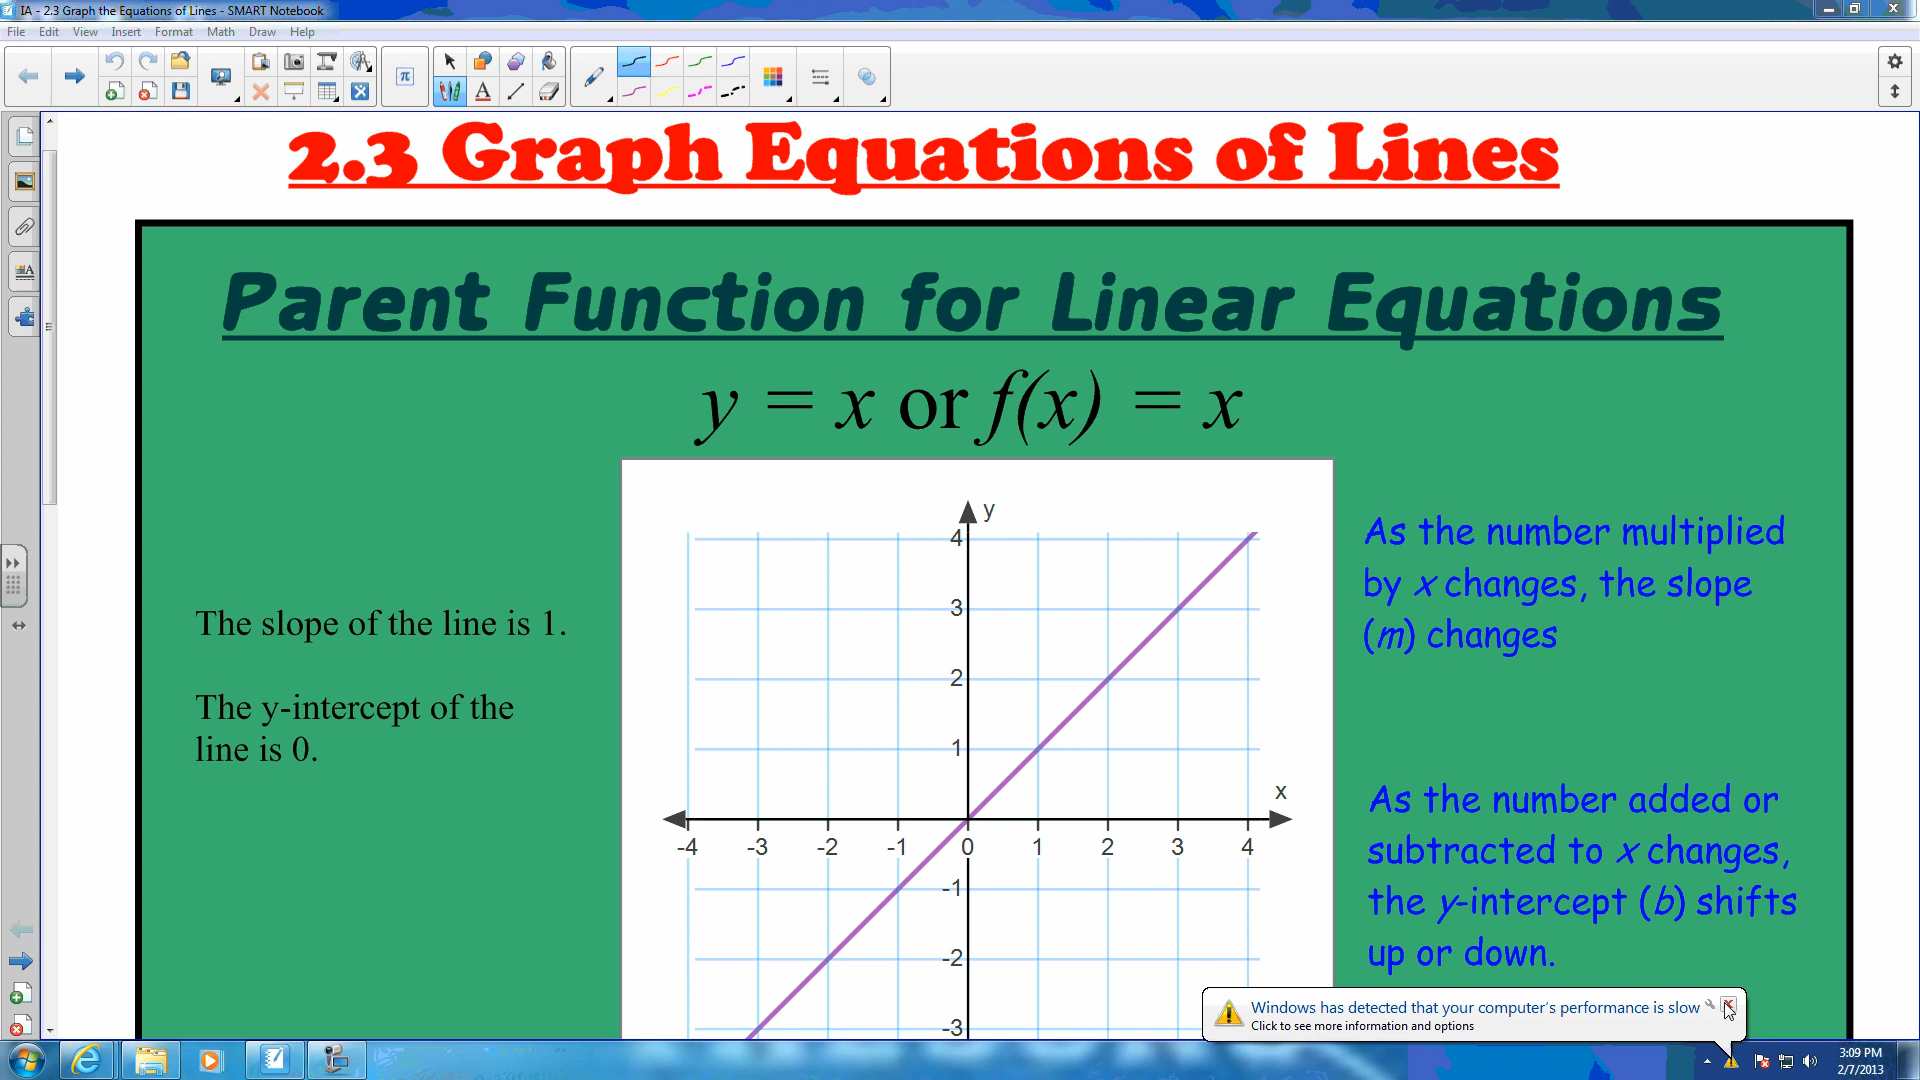 IA - 2.3 Graph the Equations of Lines - SMART Notebook
File Edit View Insert Format Math Draw Help
π
A
2.3 Graph Equations of Lines
Parent Function for Linear Equations
y = x or f(x) = x
The slope of the line is 1.
The y-intercept of the
line is 0.
y
4
3
2
1
x
-4 -3 -2 -1 0 1 2 3 4
-1
-2
-3
As the number multiplied
by x changes, the slope
(m) changes
As the number added or
subtracted to x changes,
the y-intercept (b) shifts
up or down.
Windows has detected that your computer's performance is slow
Click to see more information and options
3:09 PM
2/7/2013